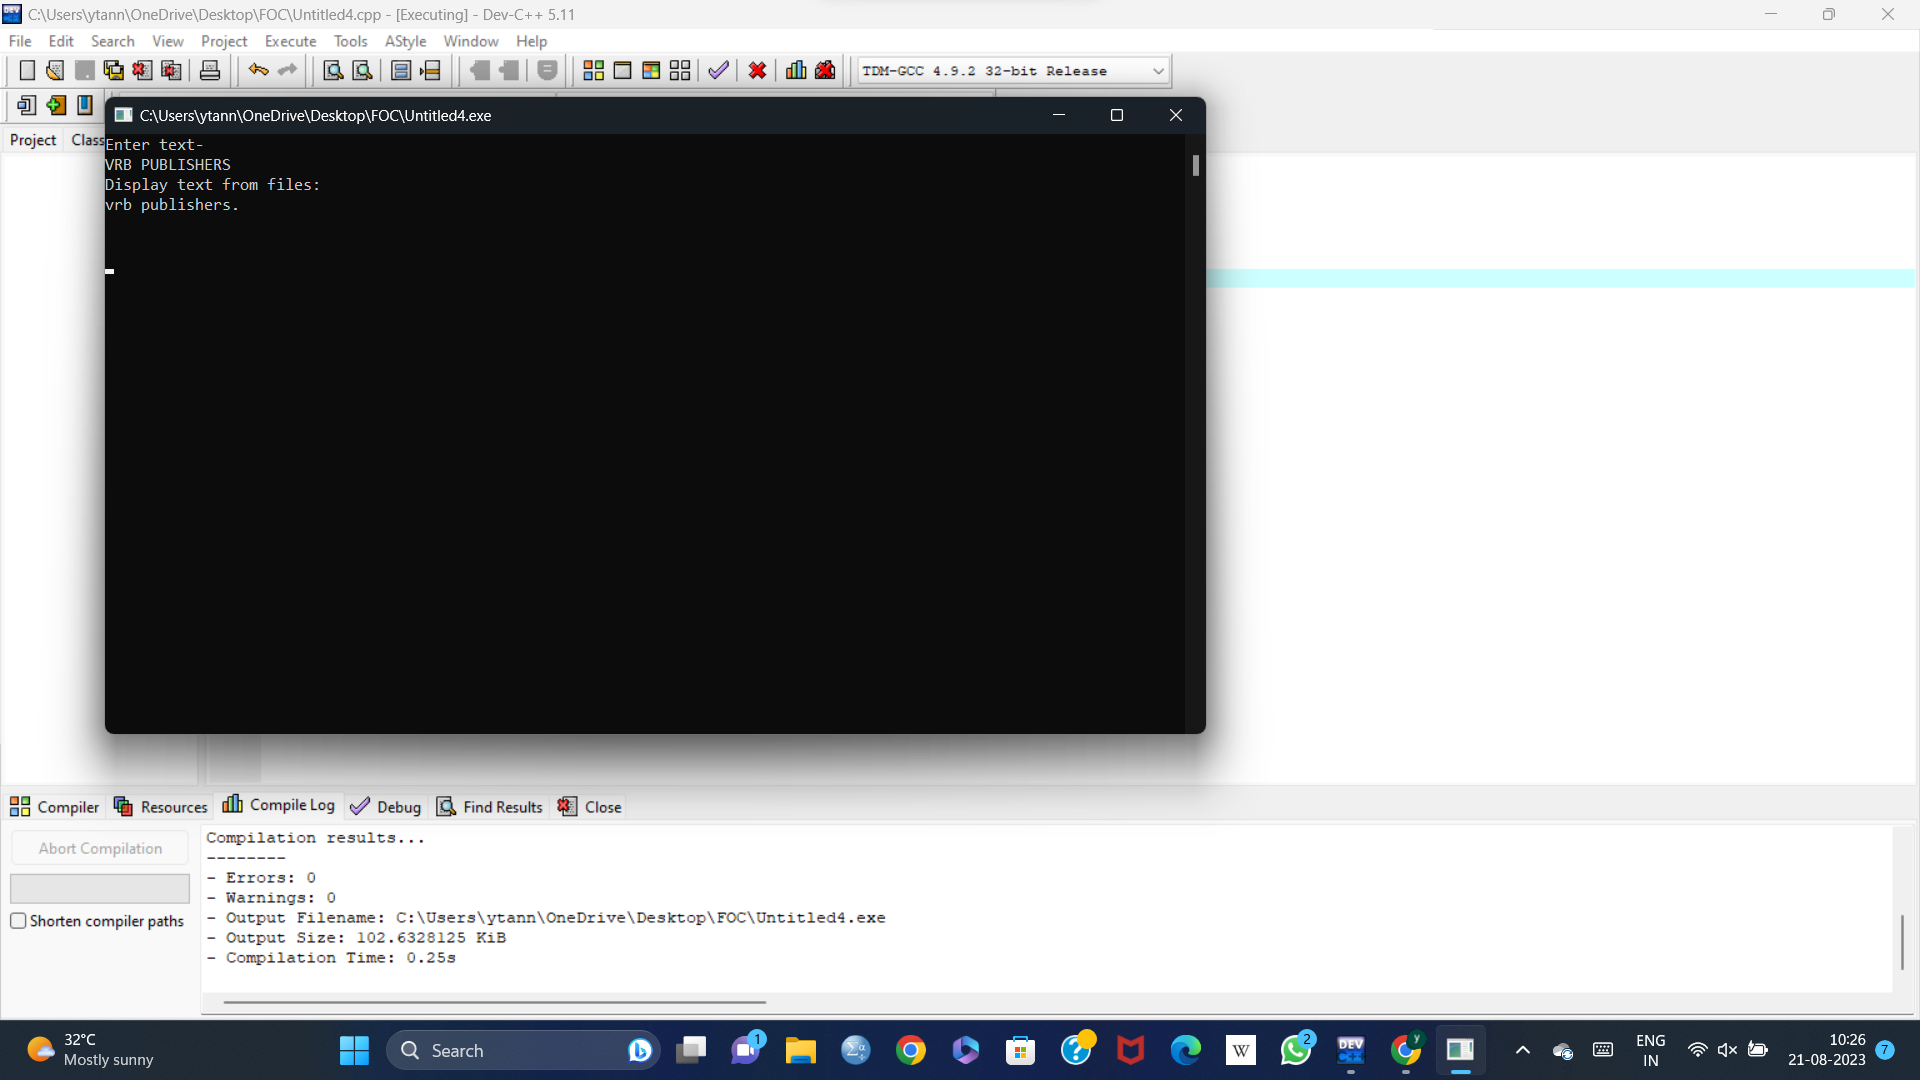 C:\Users\ytann\OneDrive\Desktop\FOC\Untitled4.cpp - [Executing] - Dev-C++ 5.11
File Edit Search View Project Execute Tools AStyle Window Help
TDM-GCC 4.9.2 32-bit Release
C:\Users\ytann\OneDrive\Desktop\FOC\Untitled4.exe
Project Class
Enter text-
VRB PUBLISHERS
Display text from files:
vrb publishers.
Compiler Resources Compile Log Debug Find Results Close
Abort Compilation
Shorten compiler paths
Compilation results...
--------
- Errors: 0
- Warnings: 0
- Output Filename: C:\Users\ytann\OneDrive\Desktop\FOC\Untitled4.exe
- Output Size: 102.6328125 KiB
- Compilation Time: 0.25s
32°C
Mostly sunny
Search
1
W
2
DEV
y
ENG
IN
10:26
21-08-2023
7